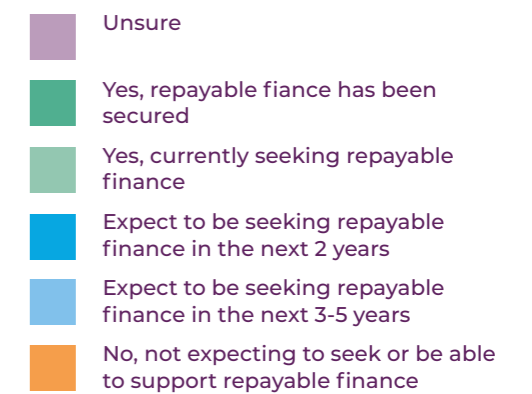 Unsure
Yes, repayable fiance has been
secured
Yes, currently seeking repayable
finance
Expect to be seeking repayable
finance in the next 2 years
Expect to be seeking repayable
finance in the next 3-5 years
No, not expecting to seek or be able
to support repayable finance